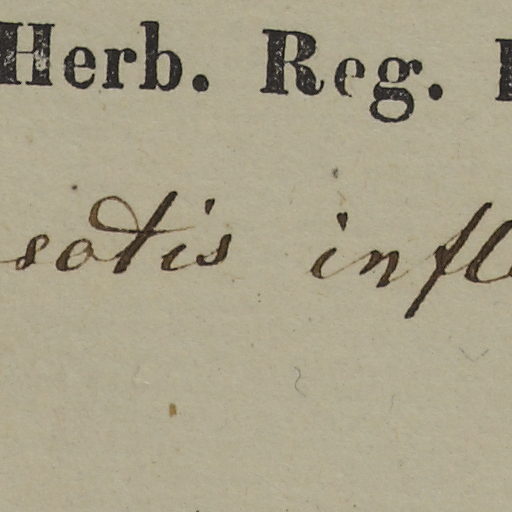 Herb. Reg.
sotis infl